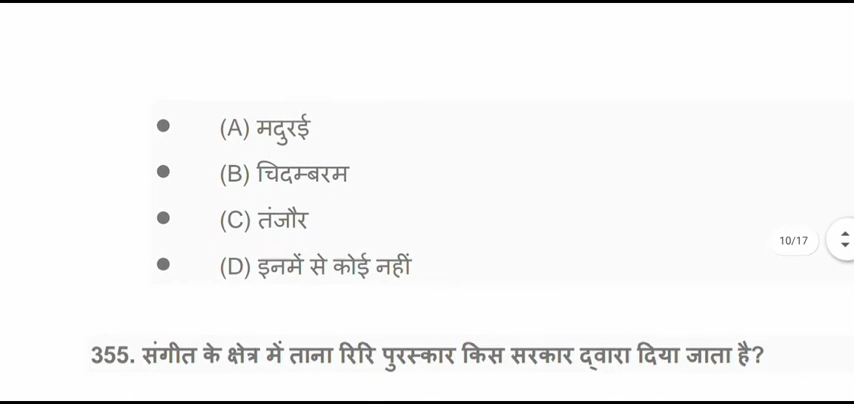 (A) मदुरई
(B) चिदम्बरम
(C) तंजौर
10/17
(D) इनमें से कोई नहीं
355. संगीत के क्षेत्र में ताना रिरि पुरस्कार किस सरकार द्वारा दिया जाता है?